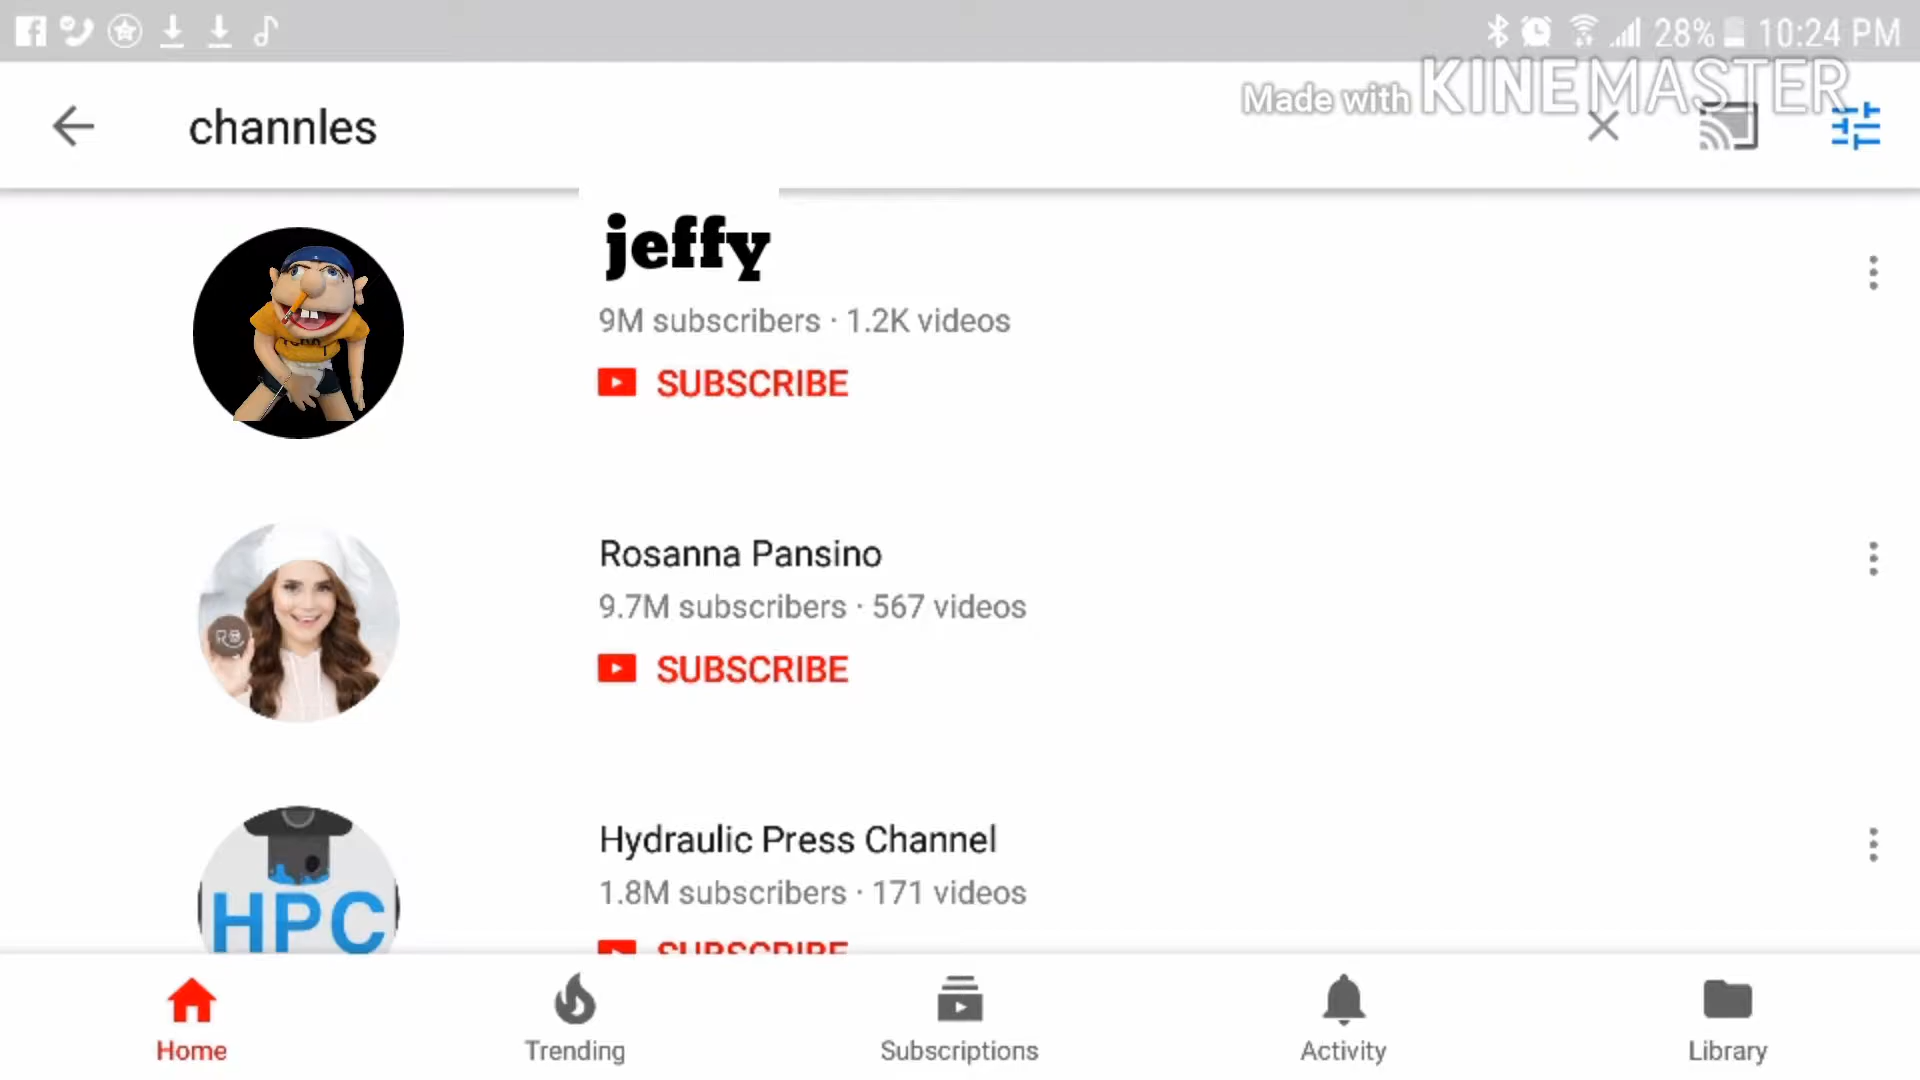 28% 10:24 PM
Made with KINEMASTER
channles
jeffy
9M subscribers · 1.2K videos
SUBSCRIBE
Rosanna Pansino
9.7M subscribers · 567 videos
SUBSCRIBE
Hydraulic Press Channel
1.8M subscribers · 171 videos
SUBSCRIBE
HPC
Home Trending Subscriptions Activity Library